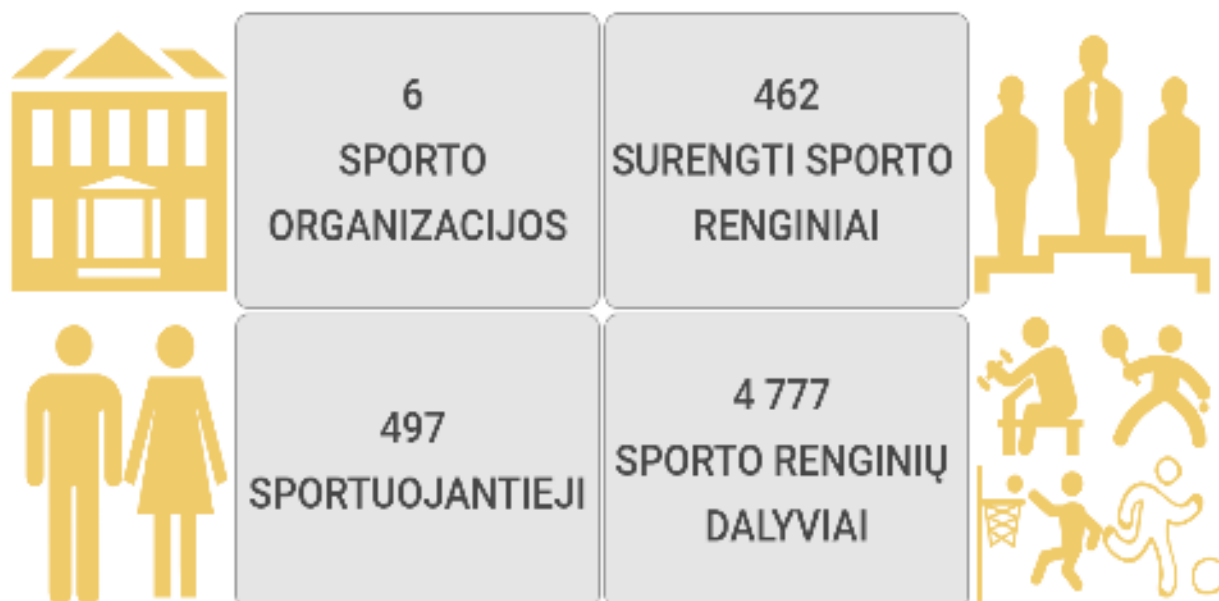 6
SPORTO
ORGANIZACIJOS
462
SURENGTI SPORTO
RENGINIAI
497
SPORTUOJANTIEJI
4 777
SPORTO RENGINIŲ
DALYVIAI